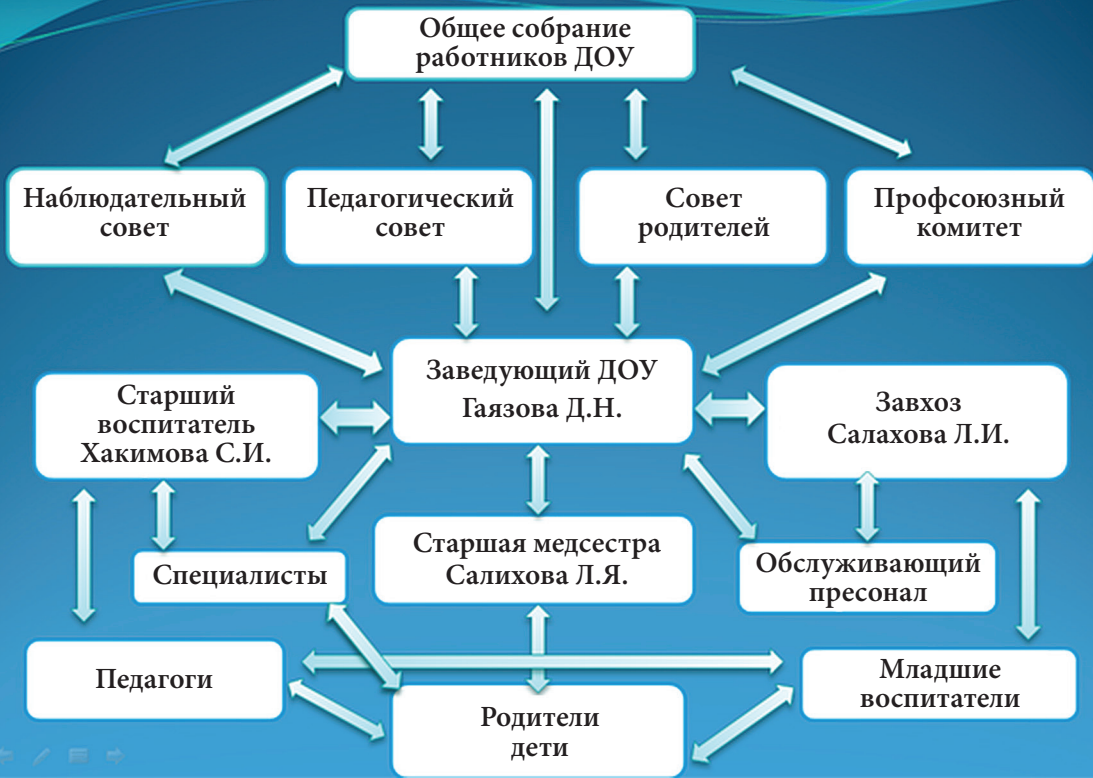 Общее собрание
работников ДОУ
Наблюдательный
совет
Педагогический
совет
Совет
родителей
Профсоюзный
комитет
Заведующий ДОУ
Гаязова Д.Н.
Старший
воспитатель
Хакимова С.И.
Завхоз
Салахова Л.И.
Специалисты
Старшая медсестра
Салихова Л.Я.
Обслуживающий
пресонал
Педагоги
Родители
дети
Младшие
воспитатели